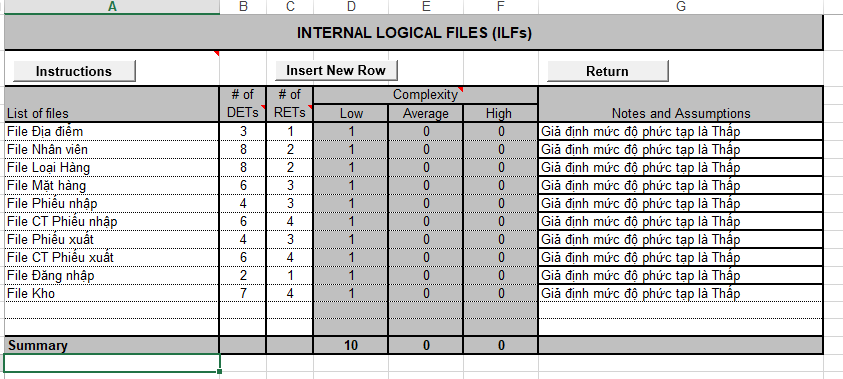 A B C D E F G
INTERNAL LOGICAL FILES (ILFs)
Instructions Insert New Row Return
# of # of Complexity
List of files DETs RETs Low Average High Notes and Assumptions
File Địa điểm 3 1 1 0 0 Giả định mức độ phức tạp là Thấp
File Nhân viên 8 2 1 0 0 Giả định mức độ phức tạp là Thấp
File Loại Hàng 8 2 1 0 0 Giả định mức độ phức tạp là Thấp
File Mặt hàng 6 3 1 0 0 Giả định mức độ phức tạp là Thấp
File Phiếu nhập 4 3 1 0 0 Giả định mức độ phức tạp là Thấp
File CT Phiếu nhập 6 4 1 0 0 Giả định mức độ phức tạp là Thấp
File Phiếu xuất 4 3 1 0 0 Giả định mức độ phức tạp là Thấp
File CT Phiếu xuất 6 4 1 0 0 Giả định mức độ phức tạp là Thấp
File Đăng nhập 2 1 1 0 0 Giả định mức độ phức tạp là Thấp
File Kho 7 4 1 0 0 Giả định mức độ phức tạp là Thấp
Summary 10 0 0